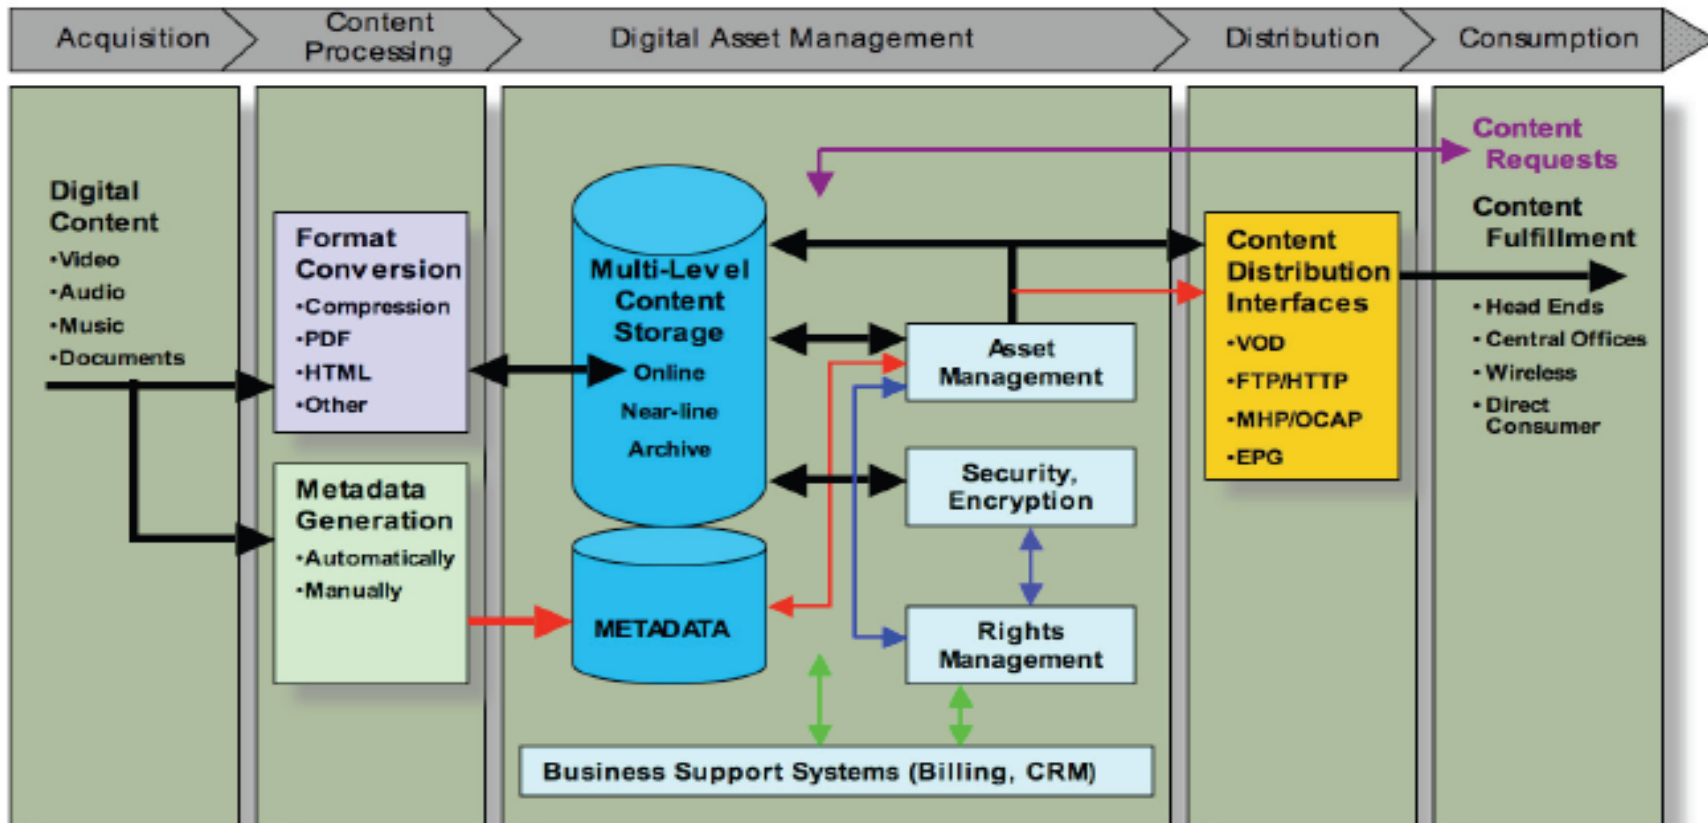 Acquisition
Content
Processing
Digital Asset Management
Distribution
Consumption
Digital
Content
•Video
•Audio
•Music
•Documents
Format
Conversion
•Compression
•PDF
•HTML
•Other
Metadata
Generation
•Automatically
•Manually
Multi-Level
Content
Storage
Online
Near-line
Archive
METADATA
Asset
Management
Security,
Encryption
Rights
Management
Business Support Systems (Billing, CRM)
Content
Distribution
Interfaces
•VOD
•FTP/HTTP
•MHP/OCAP
•EPG
Content
Requests
Content
Fulfillment
• Head Ends
• Central Offices
• Wireless
• Direct
Consumer